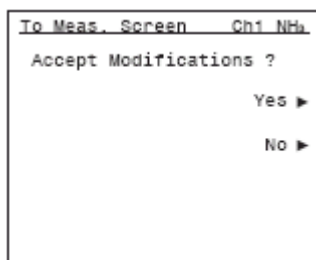 To Meas. Screen Ch1 NH₃
Accept Modifications ?
Yes ►
No ►